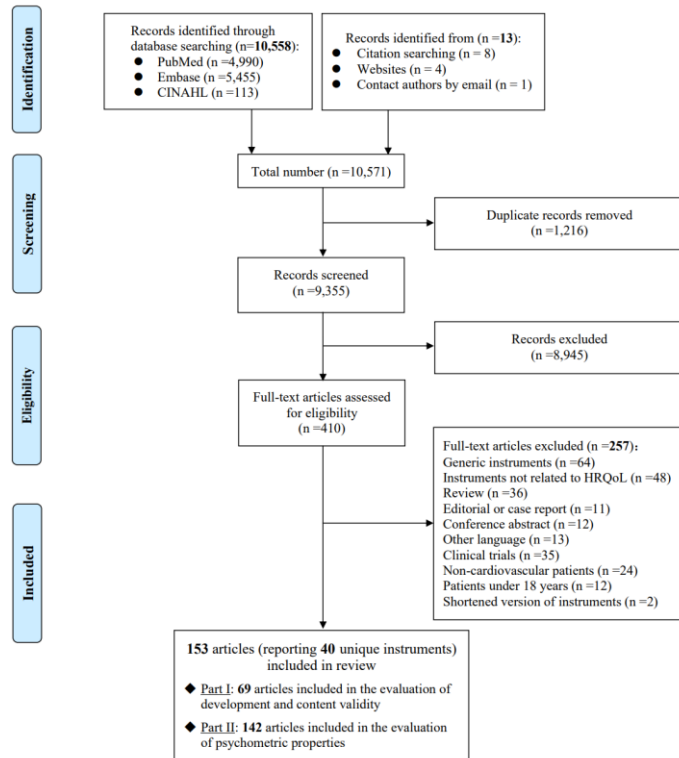 Identification
Records identified through
database searching (n=10,558):
● PubMed (n =4,990)
● Embase (n =5,455)
● CINAHL (n =113)
Records identified from (n =13):
● Citation searching (n = 8)
● Websites (n = 4)
● Contact authors by email (n = 1)
Screening
Total number (n =10,571)
Duplicate records removed
(n =1,216)
Records screened
(n =9,355)
Eligibility
Records excluded
(n =8,945)
Full-text articles assessed
for eligibility
(n =410)
Full-text articles excluded (n =257):
Generic instruments (n =64)
Instruments not related to HRQoL (n =48)
Review (n =36)
Editorial or case report (n =11)
Conference abstract (n =12)
Other language (n =13)
Clinical trials (n =35)
Non-cardiovascular patients (n =24)
Patients under 18 years (n =12)
Shortened version of instruments (n =2)
Included
153 articles (reporting 40 unique instruments)
included in review
◆ Part I: 69 articles included in the evaluation of
development and content validity
◆ Part II: 142 articles included in the evaluation
of psychometric properties